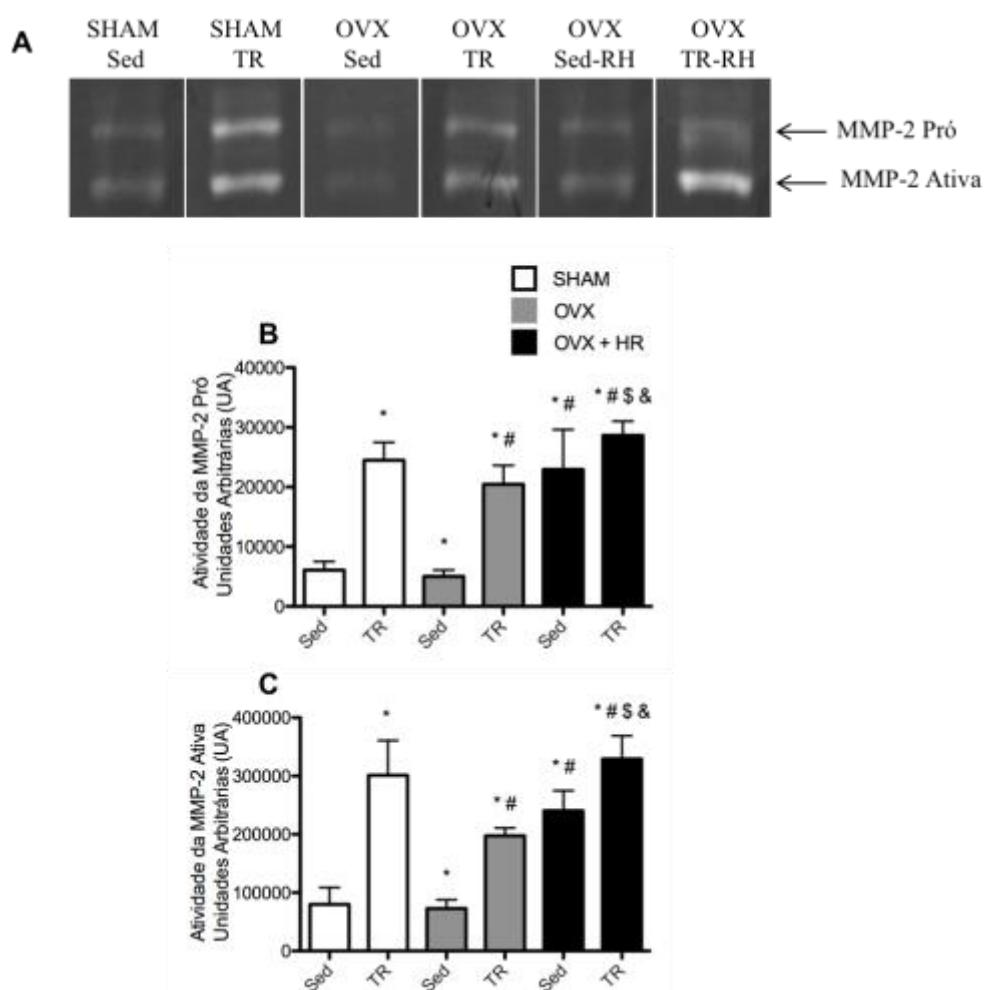 A
SHAM SHAM OVX OVX OVX OVX
Sed TR Sed TR Sed-RH TR-RH
MMP-2 Pró
MMP-2 Ativa
SHAM
OVX
OVX + HR
B
Atividade da MMP-2 Pró
Unidades Arbitrárias (UA)
40000
30000
20000
10000
0
* * # * * # * # $ &
Sed TR Sed TR Sed TR
C
Atividade da MMP-2 Ativa
Unidades Arbitrárias (UA)
400000
300000
200000
100000
0
* * * # * # * # $ &
Sed TR Sed TR Sed TR